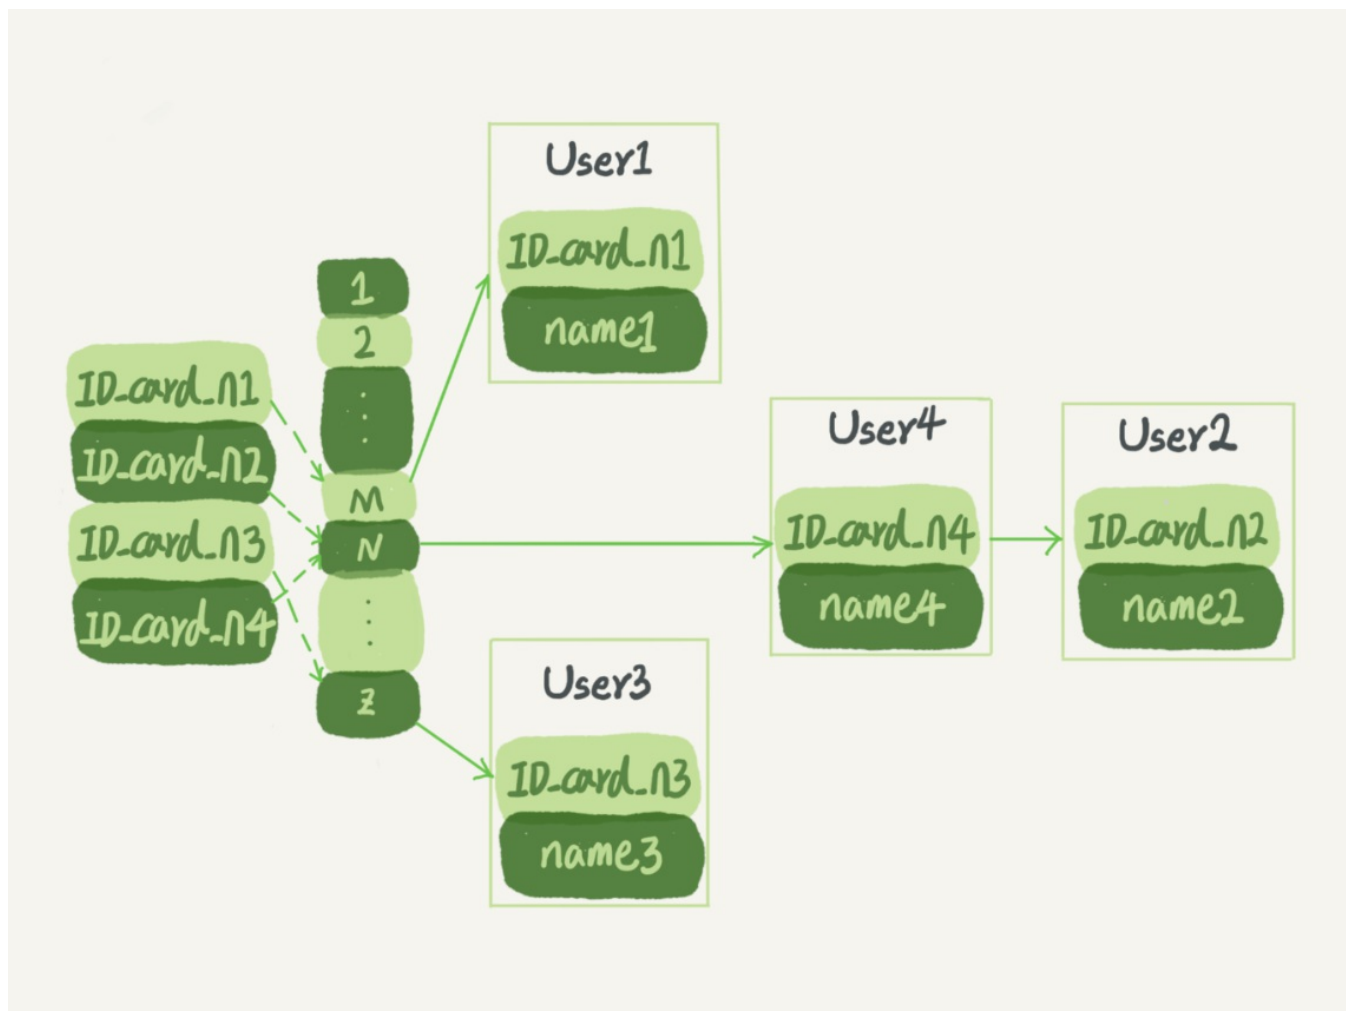 User1
ID_card_n1
name1
1
2
ID_card_n1
ID_card_n2
ID_card_n3
ID_card_n4
M
N
Z
User4
ID_card_n4
name4
User2
ID_card_n2
name2
User3
ID_card_n3
name3